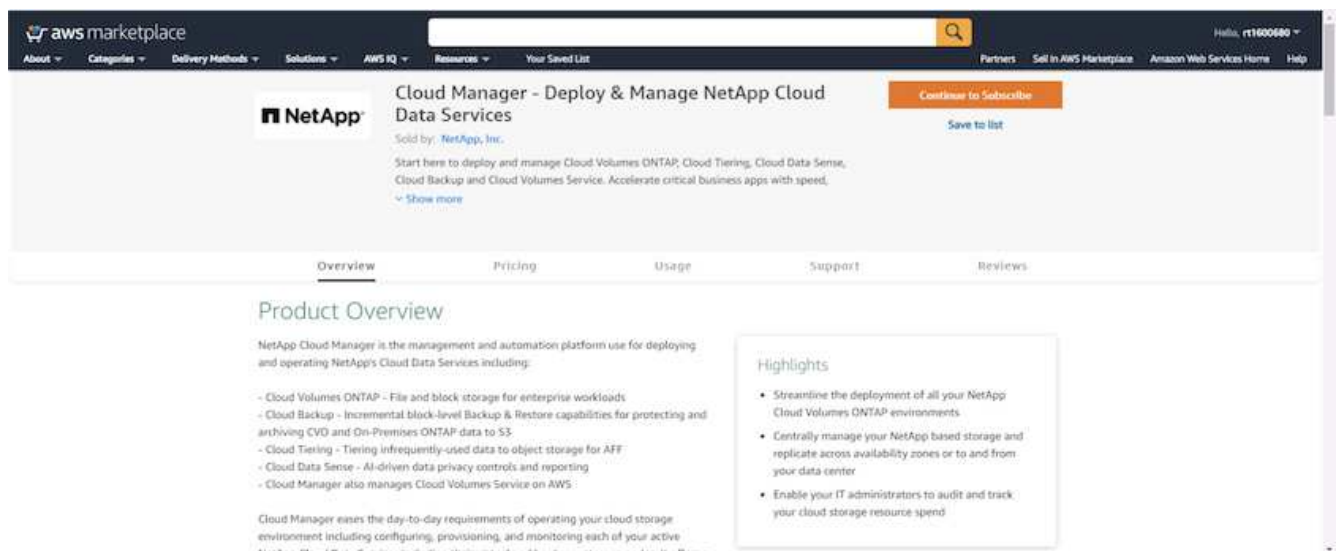 aws marketplace
Hello, rt1600680
About
Categories
Delivery Methods
Solutions
AWS IQ
Resources
Your Saved List
Partners
Sell in AWS Marketplace
Amazon Web Services Home
Help
NetApp
Cloud Manager - Deploy & Manage NetApp Cloud
Data Services
Sold by: NetApp, Inc.
Start here to deploy and manage Cloud Volumes ONTAP, Cloud Tiering, Cloud Data Sense,
Cloud Backup and Cloud Volumes Service. Accelerate critical business apps with speed,
Show more
Continue to Subscribe
Save to list
Overview
Pricing
Usage
Support
Reviews
Product Overview
NetApp Cloud Manager is the management and automation platform use for deploying
and operating NetApp's Cloud Data Services including:
- Cloud Volumes ONTAP - File and block storage for enterprise workloads
- Cloud Backup - Incremental block-level Backup & Restore capabilities for protecting and
archiving CVO and On-Premises ONTAP data to S3
- Cloud Tiering - Tiering infrequently-used data to object storage for AFF
- Cloud Data Sense - AI-driven data privacy controls and reporting
- Cloud Manager also manages Cloud Volumes Service on AWS
Cloud Manager eases the day-to-day requirements of operating your cloud storage
environment including configuring, provisioning, and monitoring each of your active
Highlights
• Streamline the deployment of all your NetApp
Cloud Volumes ONTAP environments
• Centrally manage your NetApp based storage and
replicate across availability zones or to and from
your data center
• Enable your IT administrators to audit and track
your cloud storage resource spend